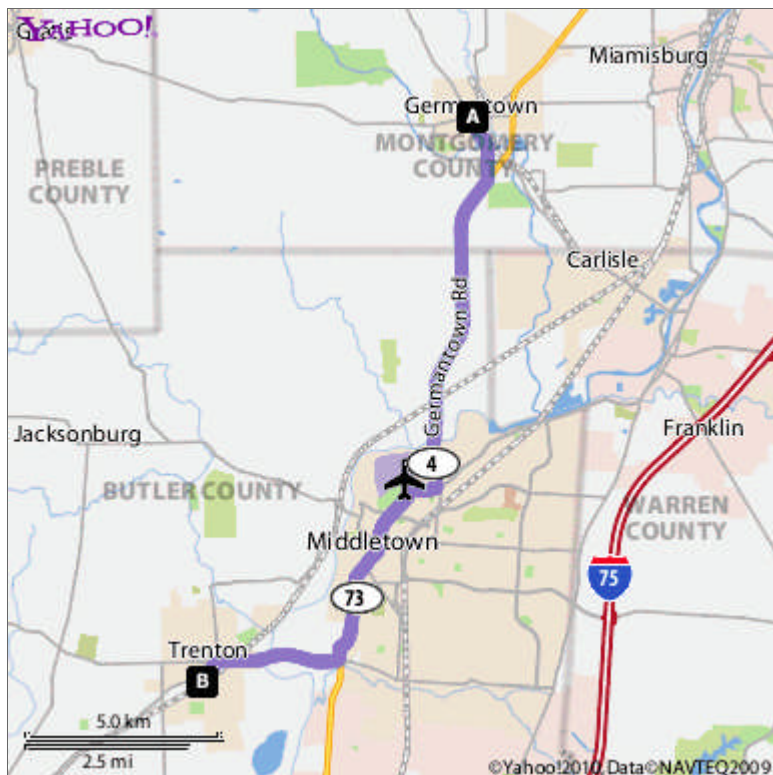 YAHOO!
Gratis
Miamisburg
Germantown
A
MONTGOMERY
COUNTY
PREBLE
COUNTY
Carlisle
Germantown Rd
Jacksonburg
Franklin
4
BUTLER COUNTY
WARREN
COUNTY
Middletown
75
73
Trenton
B
5.0 km
2.5 mi
©Yahoo!2010, Data©NAVTEQ2009